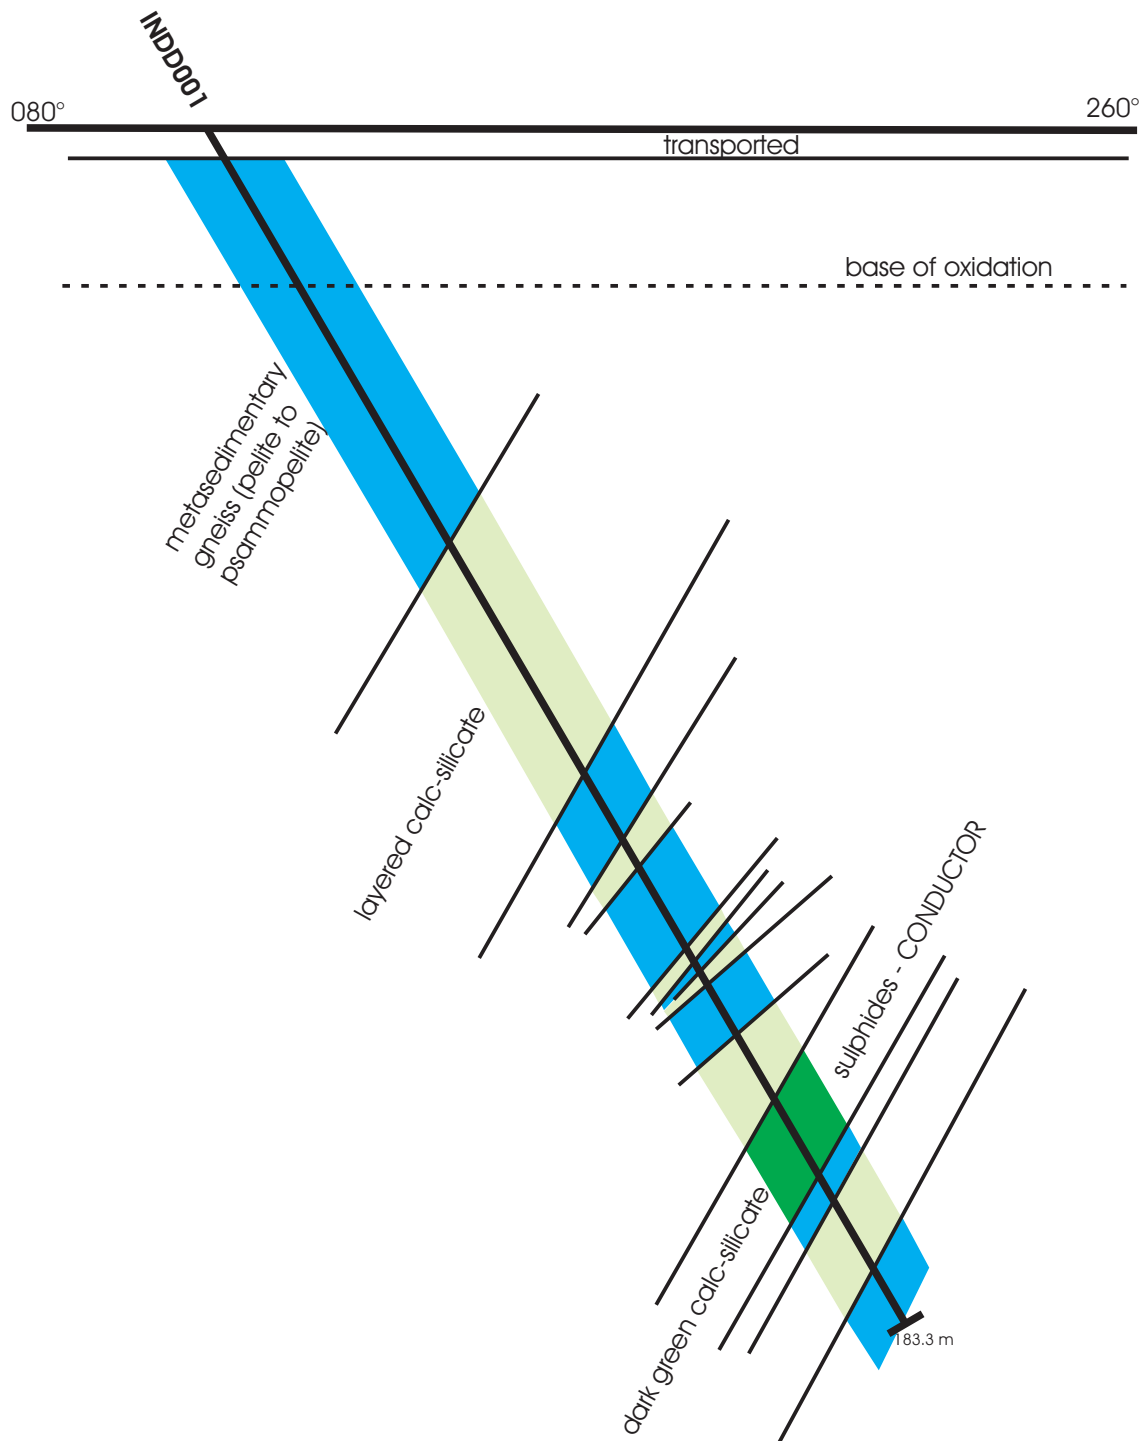 INDD001
080°
260°
transported
base of oxidation
metasedimentary
gneiss (pelite to
psammopelite)
layered calc-silicate
sulphides - CONDUCTOR
dark green calc-silicate
183.3 m